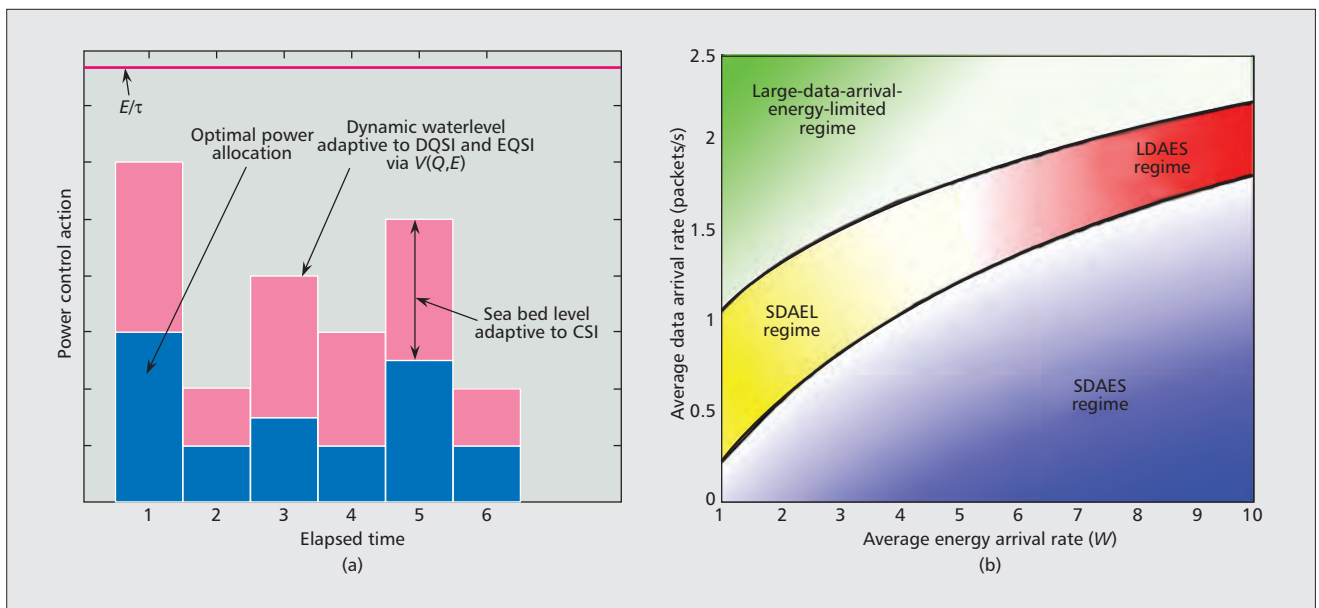 E/τ
Optimal power
allocation
Dynamic waterlevel
adaptive to DQSI and EQSI
via V(Q,E)
Sea bed level
adaptive to CSI
Power control action
1
2
3
4
5
6
Elapsed time
(a)
2.5
2
1.5
1
0.5
0
Average data arrival rate (packets/s)
Large-data-arrival-
energy-limited
regime
LDAES
regime
SDAEL
regime
SDAES
regime
1
2
3
4
5
6
7
8
9
10
Average energy arrival rate (W)
(b)